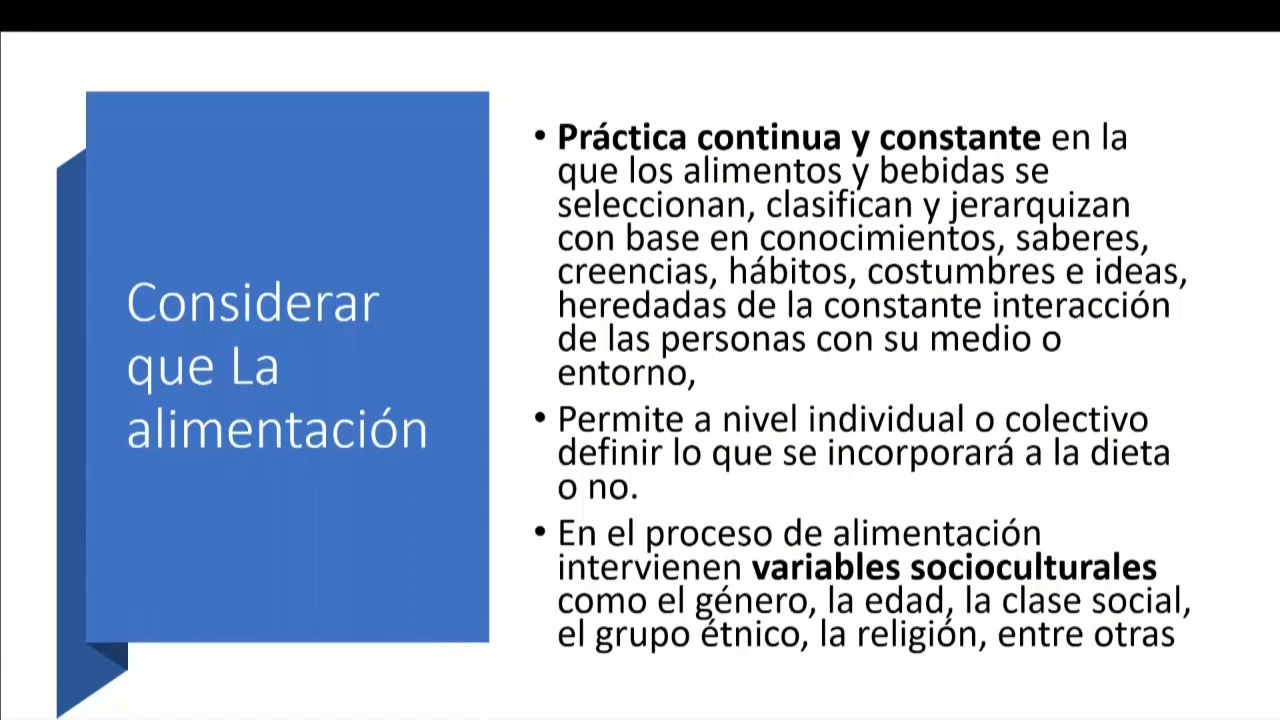 Considerar
que La
alimentación
• Práctica continua y constante en la
que los alimentos y bebidas se
seleccionan, clasifican y jerarquizan
con base en conocimientos, saberes,
creencias, hábitos, costumbres e ideas,
heredadas de la constante interacción
de las personas con su medio o
entorno,
• Permite a nivel individual o colectivo
definir lo que se incorporará a la dieta
o no.
• En el proceso de alimentación
intervienen variables socioculturales
como el género, la edad, la clase social,
el grupo étnico, la religión, entre otras